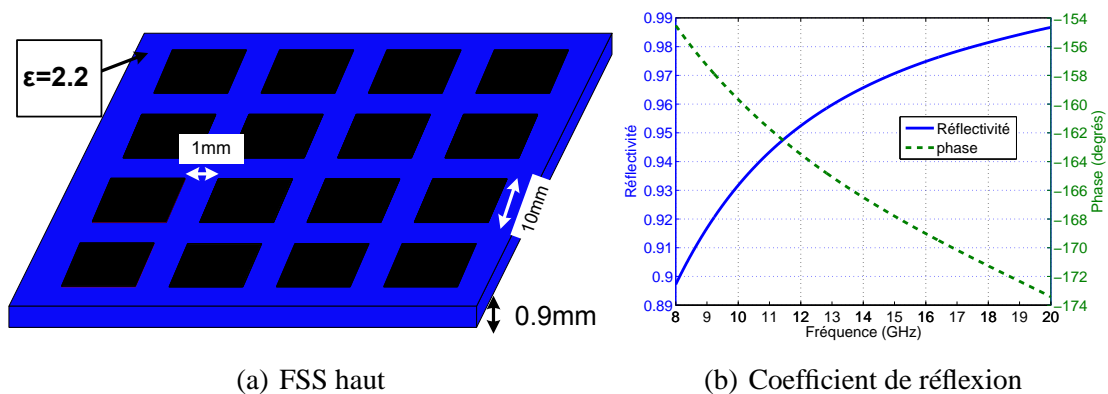 ε=2.2
1mm
10mm
0.9mm
(a) FSS haut
0.99
0.98
0.97
0.96
0.95
0.94
0.93
0.92
0.91
0.9
0.89
Réflectivité
8 9 10 11 12 13 14 15 16 17 18 19 20
Fréquence (GHz)
Réflectivité
phase
−154
−156
−158
−160
−162
−164
−166
−168
−170
−172
−174
Phase (degrés)
(b) Coefficient de réflexion